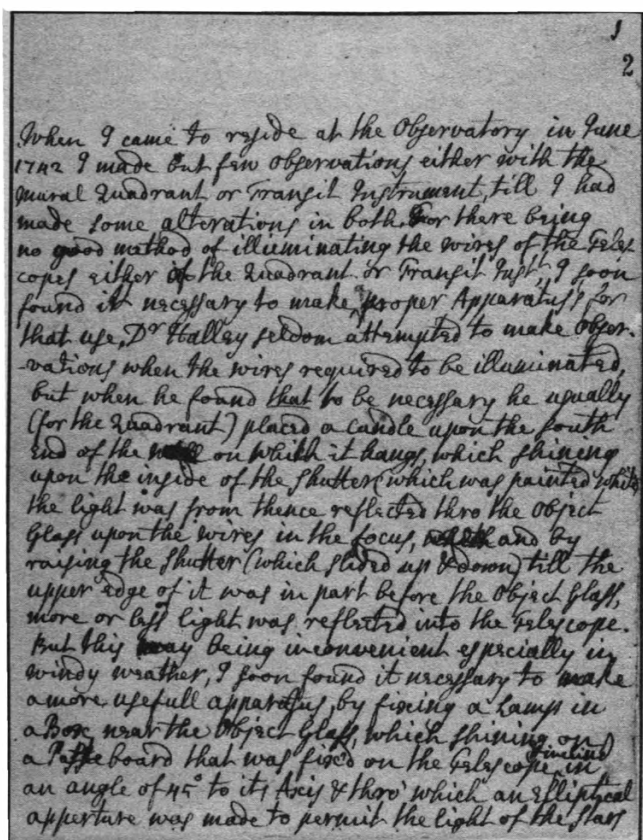 1
2
When I came to reside at the Observatory in June
1742 I made but few observations either with the
mural Quadrant or Transit Instrument, till I had
made some alterations in both. For there being
no good method of illuminating the wires of the Teles
copes either of the Quadrant or Transit Inst. I soon
found it necessary to make a proper Apparatus for
that use, Dr Halley seldom attempted to make obser-
-vations when the wires required to be illuminated,
but when he found that to be necessary he usually
(for the Quadrant) placed a candle upon the south
End of the on which it hangs, which shining
upon the inside of the shutter (which was painted white
the light was from thence reflected thro the object
Glass upon the wires in the focus, and by
raising the shutter (which slided up & down) till the
upper edge of it was in part before the Object Glass,
more or less light was reflected into the Telescope.
But this way being inconvenient especially in
windy weather, I soon found it necessary to make
a more usefull apparatus, by fixing a Lamp in
a Box near the Object Glass, which shining on
a Paste board that was fixed on the Telescope inclined in
an angle of 45° to its Axis & thro' which an Elliptical
apperture was made to permit the light of the Stars